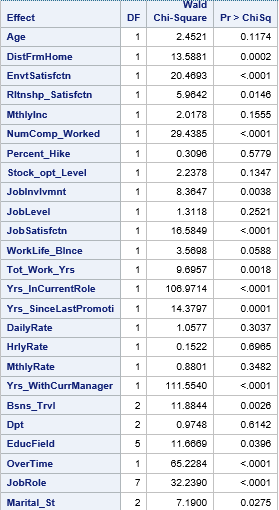 Wald
Effect DF Chi-Square Pr > ChiSq
Age 1 2.4521 0.1174
DistFrmHome 1 13.5881 0.0002
EnvtSatisfctn 1 20.4693 <.0001
Rltnshp_Satisfctn 1 5.9642 0.0146
MthlyInc 1 2.0178 0.1555
NumComp_Worked 1 29.4385 <.0001
Percent_Hike 1 0.3096 0.5779
Stock_opt_Level 1 2.2378 0.1347
JobInvlvmnt 1 8.3647 0.0038
JobLevel 1 1.3118 0.2521
JobSatisfctn 1 16.5849 <.0001
WorkLife_Blnce 1 3.5698 0.0588
Tot_Work_Yrs 1 9.6957 0.0018
Yrs_InCurrentRole 1 106.9714 <.0001
Yrs_SinceLastPromoti 1 14.3797 0.0001
DailyRate 1 1.0577 0.3037
HrlyRate 1 0.1522 0.6965
MthlyRate 1 0.8801 0.3482
Yrs_WithCurrManager 1 111.5540 <.0001
Bsns_Trvl 2 11.8844 0.0026
Dpt 2 0.9748 0.6142
EducField 5 11.6669 0.0396
OverTime 1 65.2284 <.0001
JobRole 7 32.2390 <.0001
Marital_St 2 7.1900 0.0275